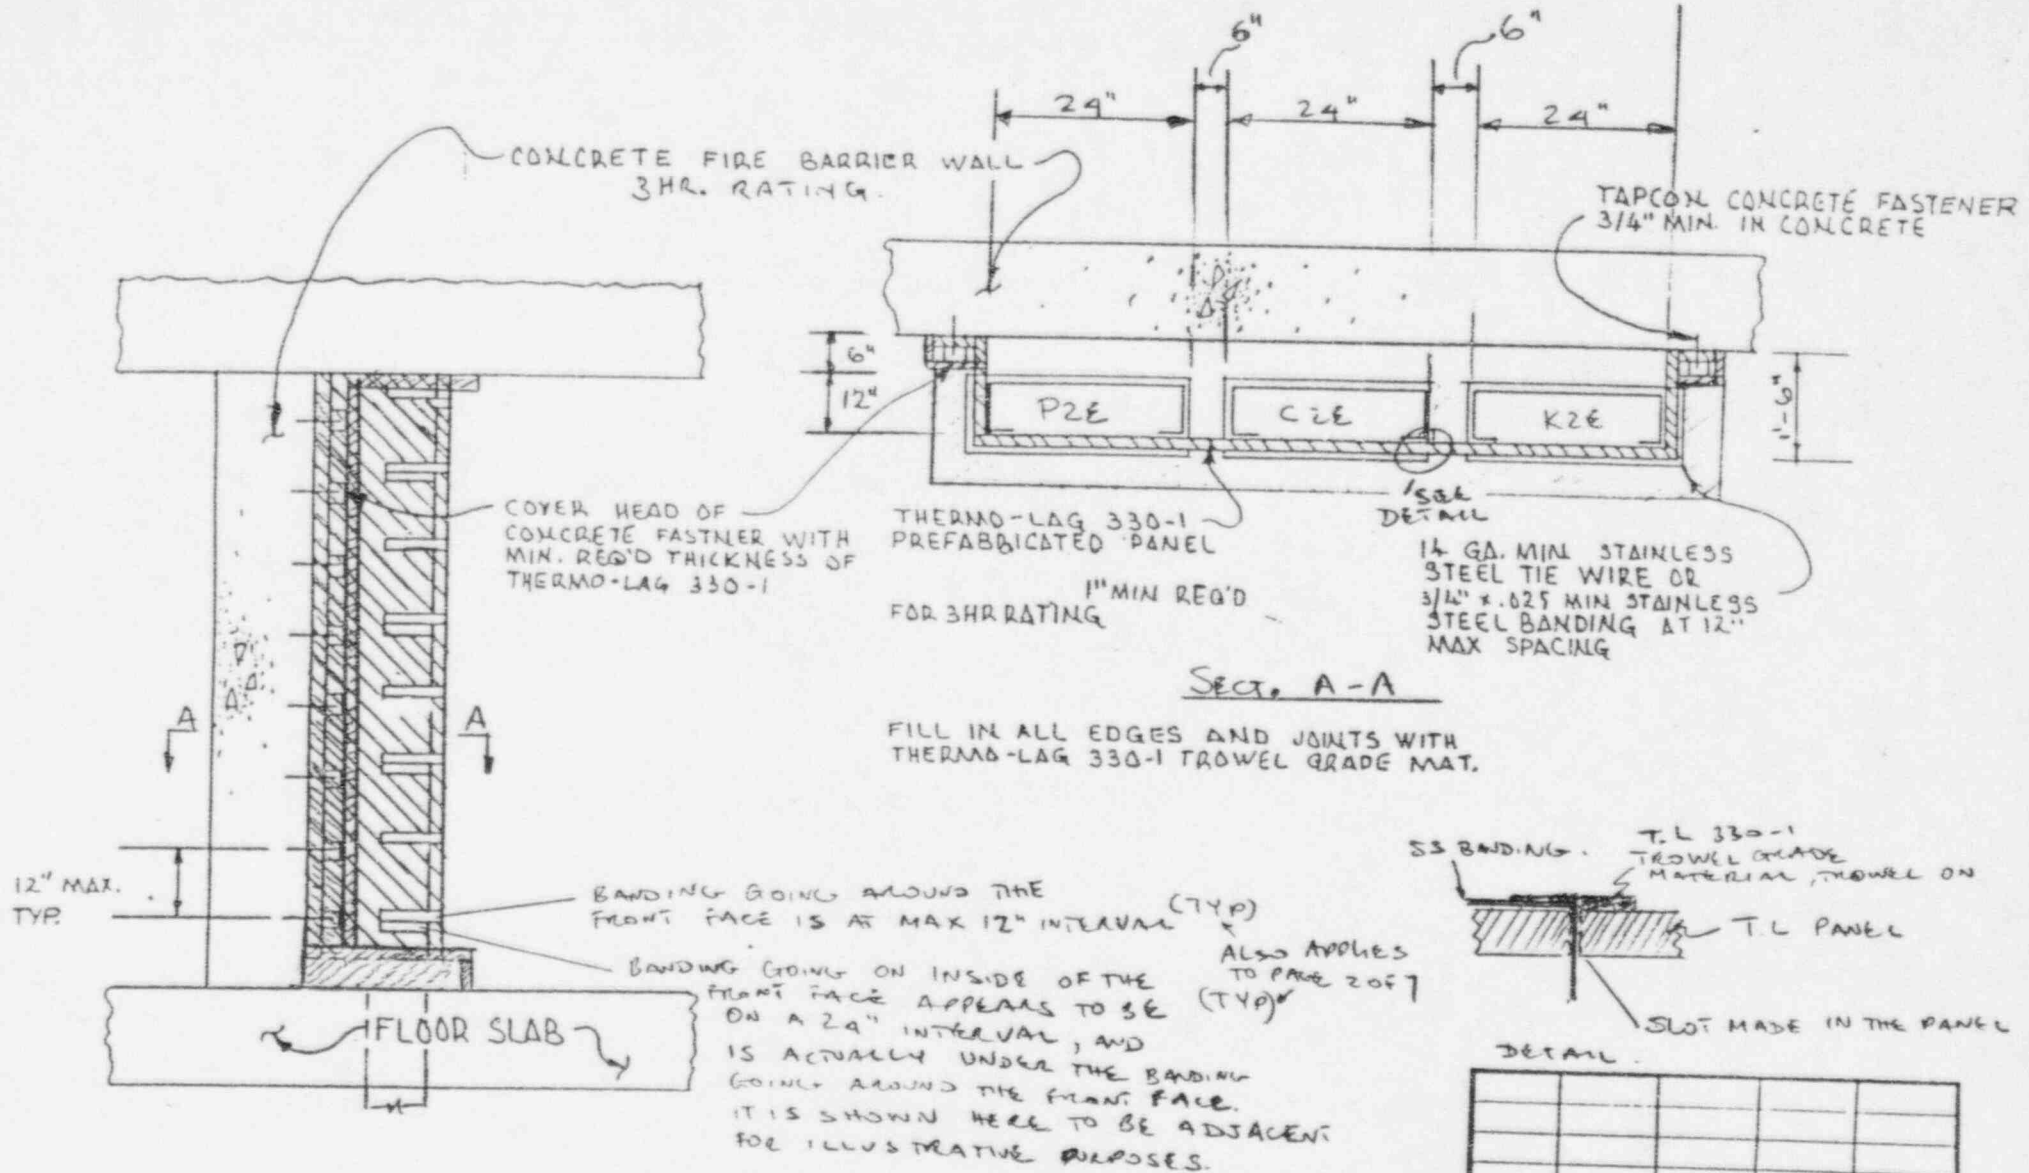 6"
6"
24"
24"
24"
CONCRETE FIRE BARRIER WALL
3HR. RATING.
TAPCON CONCRETE FASTENER
3/4" MIN. IN CONCRETE
6"
12"
P2E
C2E
K2E
1'-6"
COVER HEAD OF
CONCRETE FASTNER WITH
MIN. REQ'D THICKNESS OF
THERMO-LAG 330-1
THERMO-LAG 330-1
PREFABBICATED PANEL
1" MIN REQ'D
FOR 3HR RATING
SEE
DETAIL
14 GA. MIN STAINLESS
STEEL TIE WIRE OR
3/4" x .025 MIN STAINLESS
STEEL BANDING AT 12"
MAX SPACING
SECT. A-A
FILL IN ALL EDGES AND JOINTS WITH
THERMO-LAG 330-1 TROWEL GRADE MAT.
A
A
12" MAX.
TYP.
BANDING GOING AROUND THE
FRONT FACE IS AT MAX 12" INTERVAL (TYP)
ALSO APPLIES
TO PAGE 2 OF 7
BANDING GOING ON INSIDE OF THE
FRONT FACE APPEARS TO BE (TYP)
ON A 24" INTERVAL, AND
IS ACTUALLY UNDER THE BANDING
GOING AROUND THE FRONT FACE.
IT IS SHOWN HERE TO BE ADJACENT
FOR ILLUSTRATIVE PURPOSES.
FLOOR SLAB
SS BANDING.
T.L 330-1
TROWEL GRADE
MATERIAL, TROWEL ON
T.L PANEL
SLOT MADE IN THE PANEL
DETAIL.